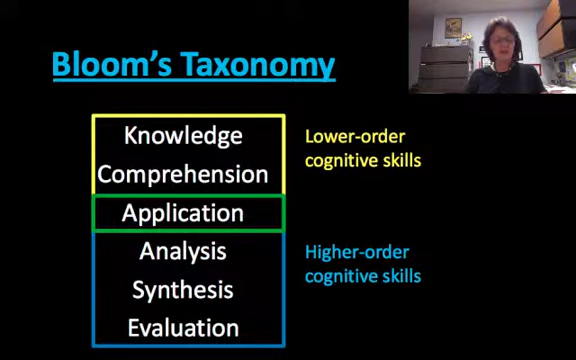 Bloom's Taxonomy
Knowledge
Comprehension
Application
Analysis
Synthesis
Evaluation
Lower-order
cognitive skills
Higher-order
cognitive skills